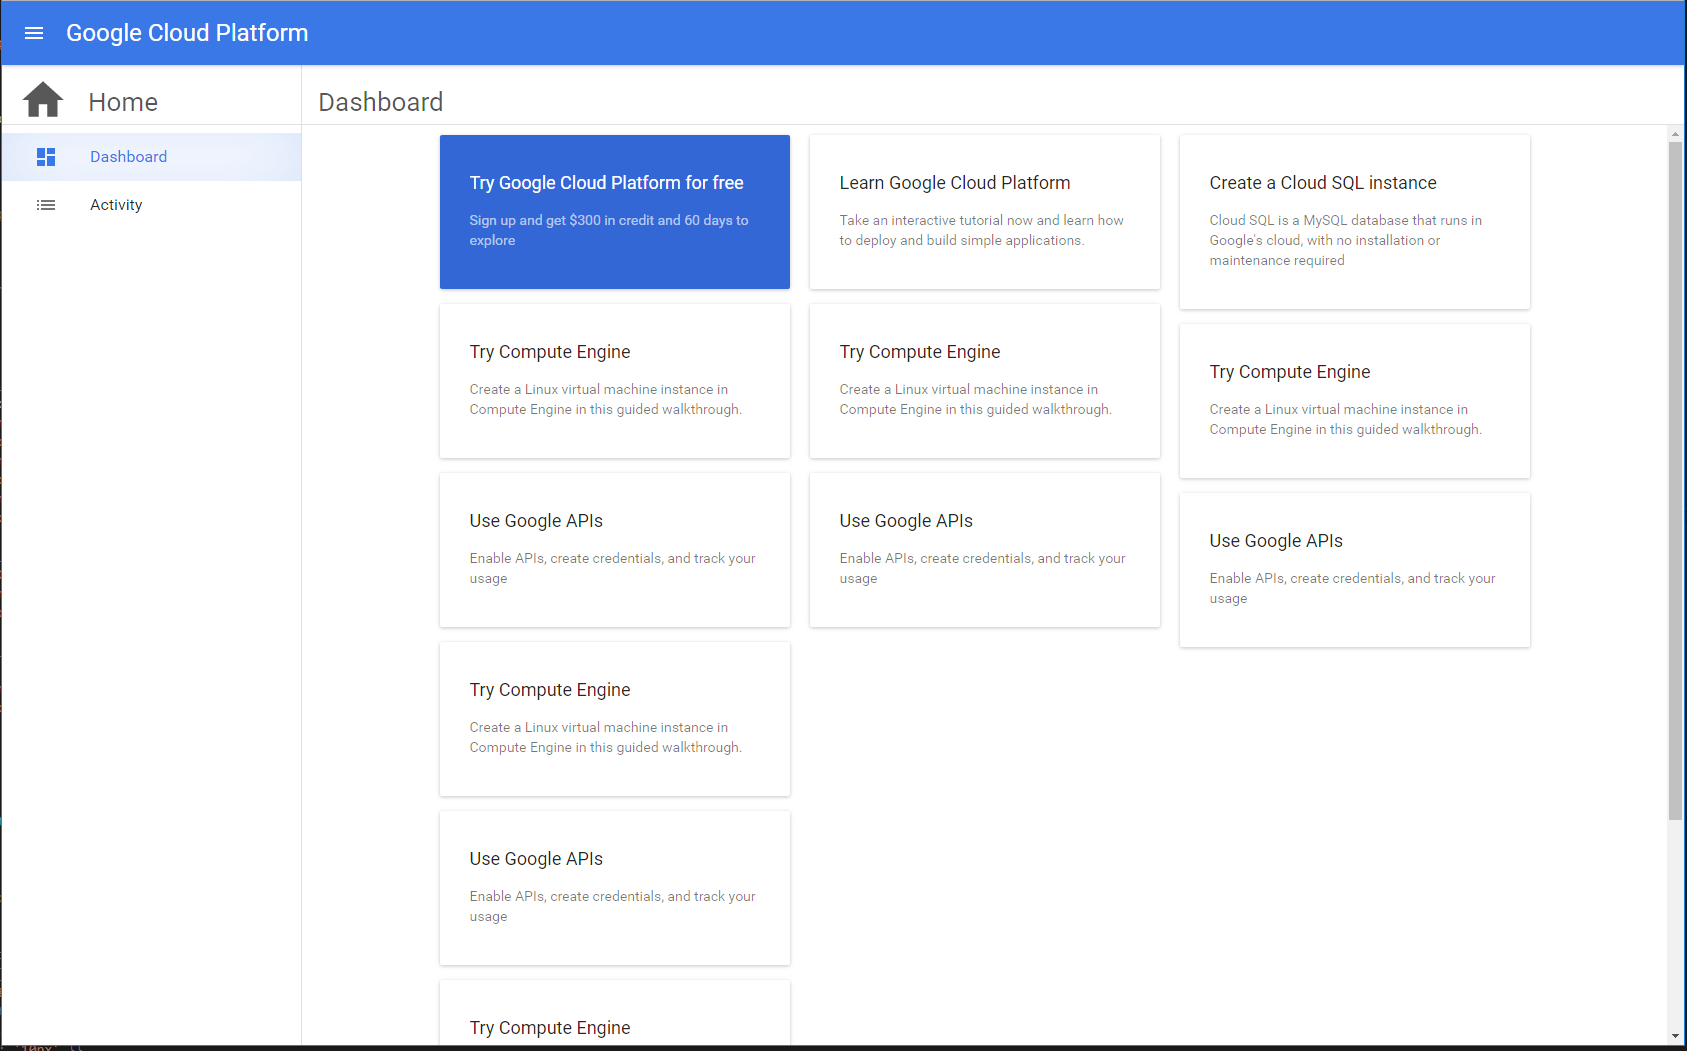 Google Cloud Platform
Home
Dashboard
Activity
Dashboard
Try Google Cloud Platform for free
Sign up and get $300 in credit and 60 days to
explore
Try Compute Engine
Create a Linux virtual machine instance in
Compute Engine in this guided walkthrough.
Use Google APIs
Enable APIs, create credentials, and track your
usage
Try Compute Engine
Create a Linux virtual machine instance in
Compute Engine in this guided walkthrough.
Use Google APIs
Enable APIs, create credentials, and track your
usage
Try Compute Engine
Learn Google Cloud Platform
Take an interactive tutorial now and learn how
to deploy and build simple applications.
Try Compute Engine
Create a Linux virtual machine instance in
Compute Engine in this guided walkthrough.
Use Google APIs
Enable APIs, create credentials, and track your
usage
Create a Cloud SQL instance
Cloud SQL is a MySQL database that runs in
Google's cloud, with no installation or
maintenance required
Try Compute Engine
Create a Linux virtual machine instance in
Compute Engine in this guided walkthrough.
Use Google APIs
Enable APIs, create credentials, and track your
usage